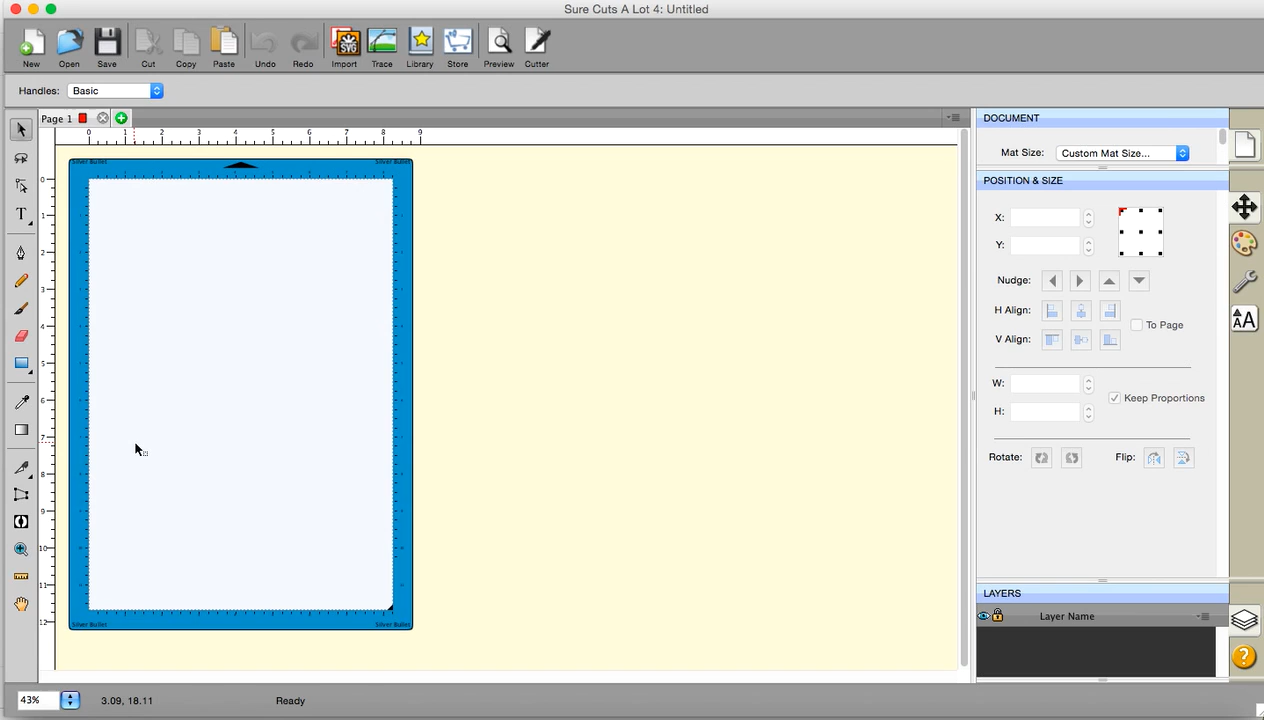 Sure Cuts A Lot 4: Untitled
New Open Save Cut Copy Paste Undo Redo Import Trace Library Store Preview Cutter
SVG
Handles: Basic
Page 1
0 1 2 3 4 5 6 7 8 9
Silver Bullet Silver Bullet
0
1
2
3
4
5
6
7
8
9
10
11
12
Silver Bullet Silver Bullet
DOCUMENT
Mat Size: Custom Mat Size...
POSITION & SIZE
X:
Y:
Nudge:
H Align:
To Page
V Align:
W:
Keep Proportions
H:
Rotate: Flip:
LAYERS
Layer Name
T
AA
?
43% 3.09, 18.11 Ready